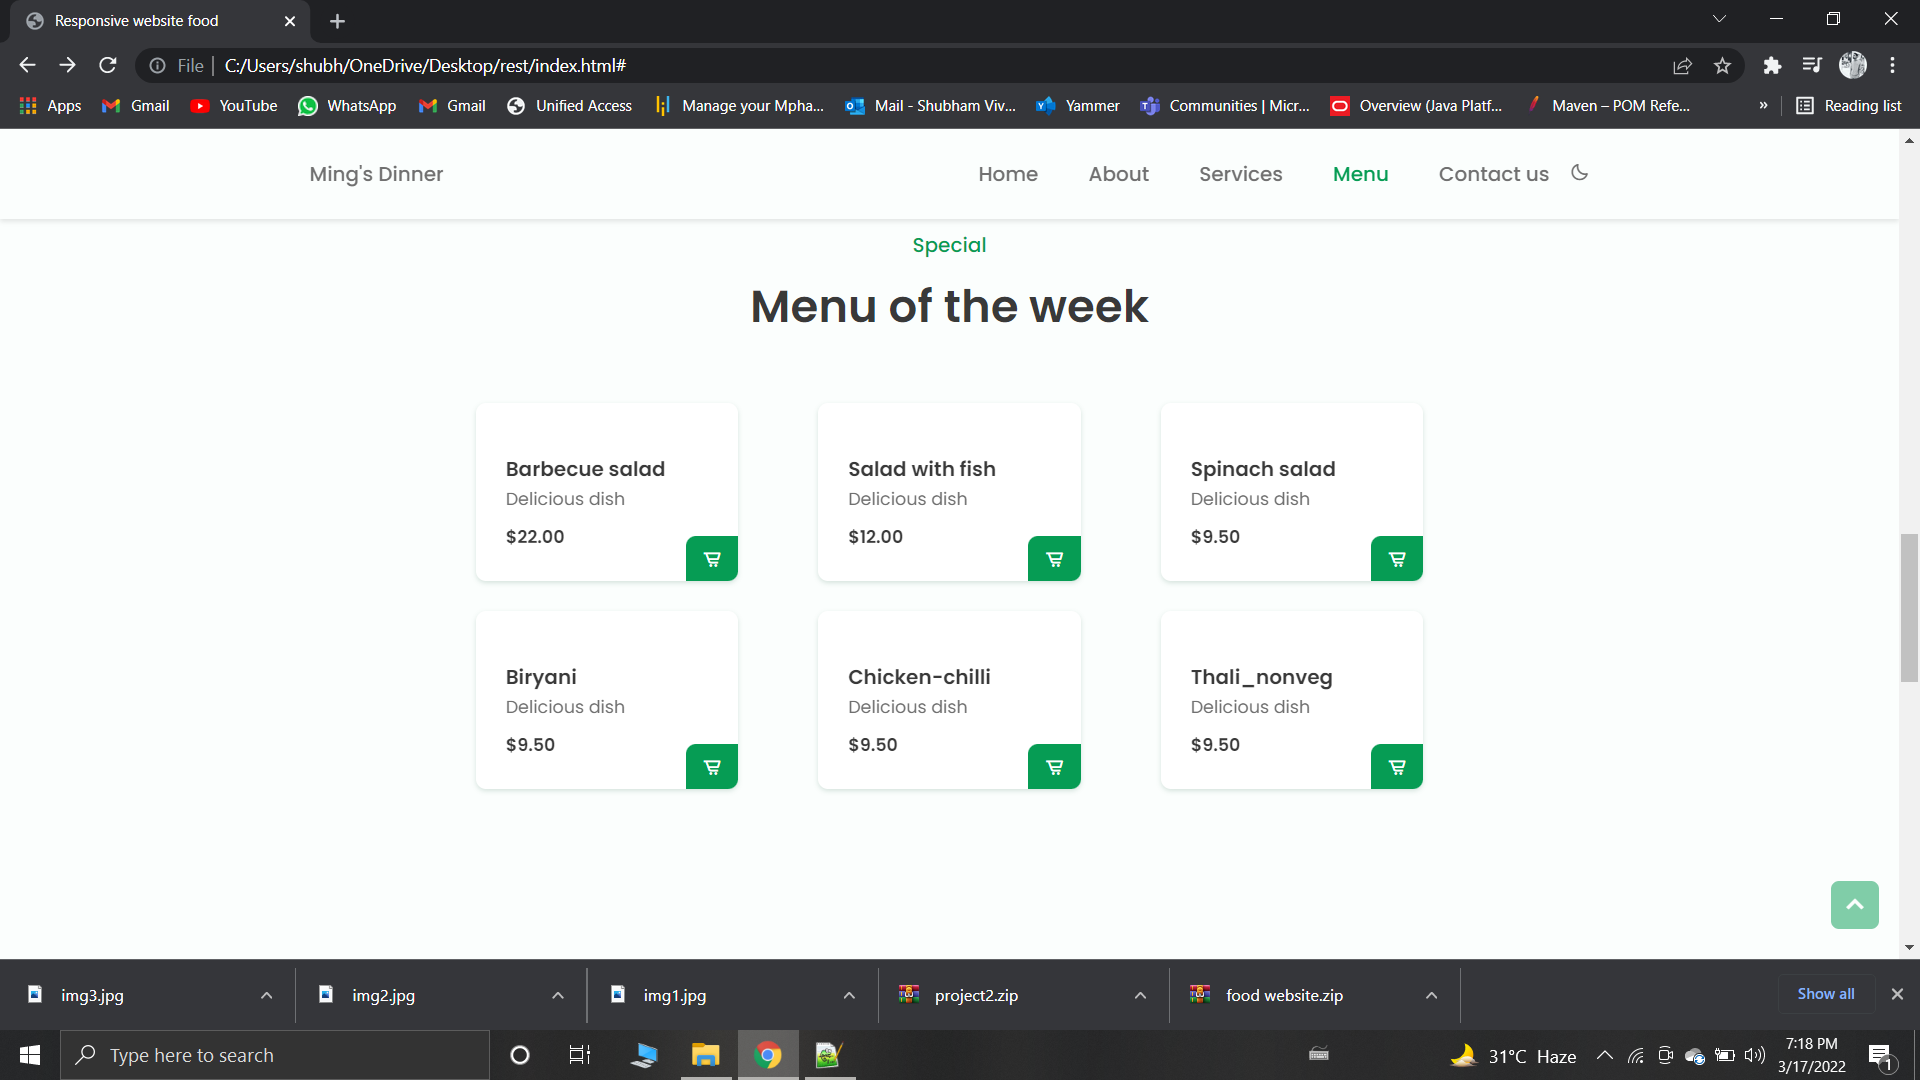 Responsive website food
File | C:/Users/shubh/OneDrive/Desktop/rest/index.html#
Apps Gmail YouTube WhatsApp Gmail Unified Access Manage your Mpha... Mail - Shubham Viv... Yammer Communities | Micr... Overview (Java Platf... Maven – POM Refe... » Reading list
Ming's Dinner Home About Services Menu Contact us
Special
Menu of the week
Barbecue salad
Delicious dish
$22.00
Salad with fish
Delicious dish
$12.00
Spinach salad
Delicious dish
$9.50
Biryani
Delicious dish
$9.50
Chicken-chilli
Delicious dish
$9.50
Thali_nonveg
Delicious dish
$9.50
img3.jpg img2.jpg img1.jpg project2.zip food website.zip Show all
Type here to search
31°C Haze
7:18 PM
3/17/2022
1